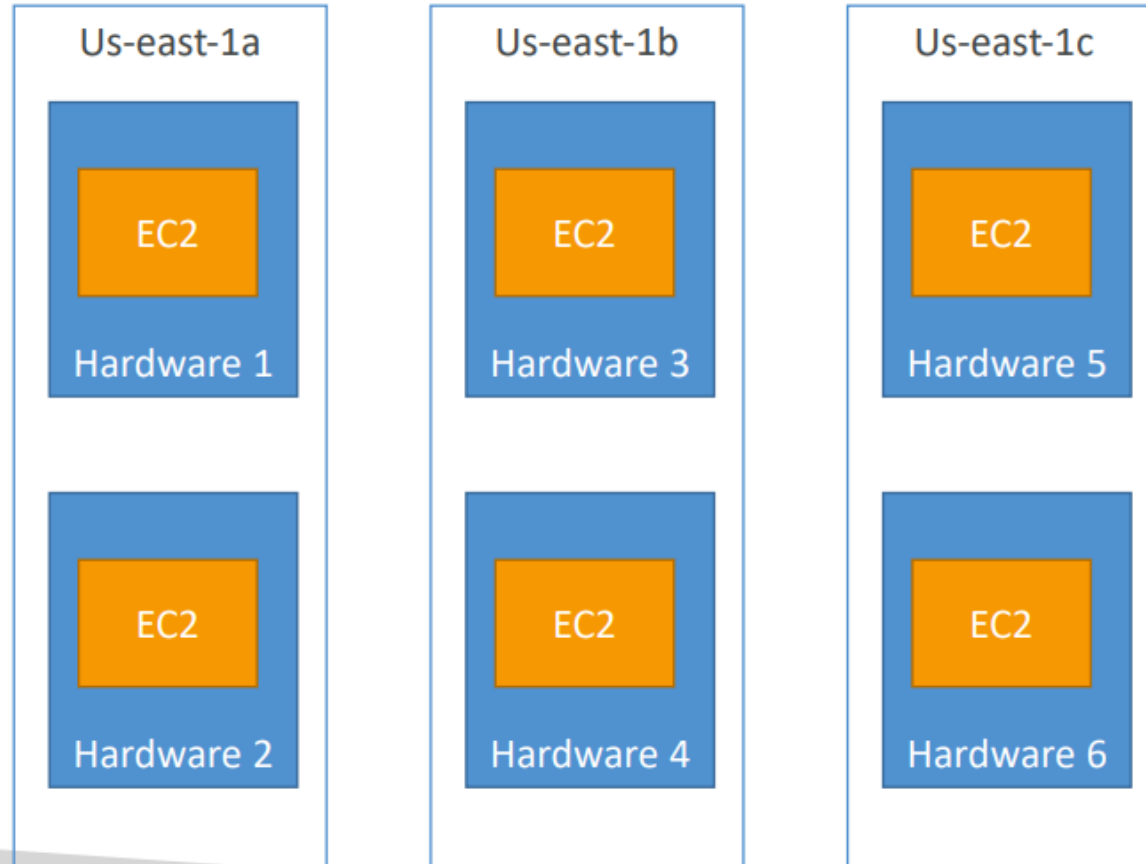 Us-east-1a
EC2
Hardware 1
EC2
Hardware 2
Us-east-1b
EC2
Hardware 3
EC2
Hardware 4
Us-east-1c
EC2
Hardware 5
EC2
Hardware 6